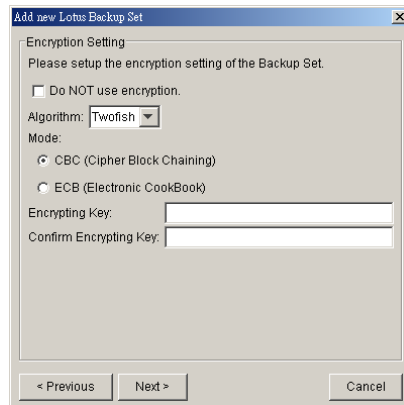 Add new Lotus Backup Set
Encryption Setting
Please setup the encryption setting of the Backup Set.
Do NOT use encryption.
Algorithm: Twofish
Mode:
CBC (Cipher Block Chaining)
ECB (Electronic CookBook)
Encrypting Key:
Confirm Encrypting Key:
< Previous Next > Cancel